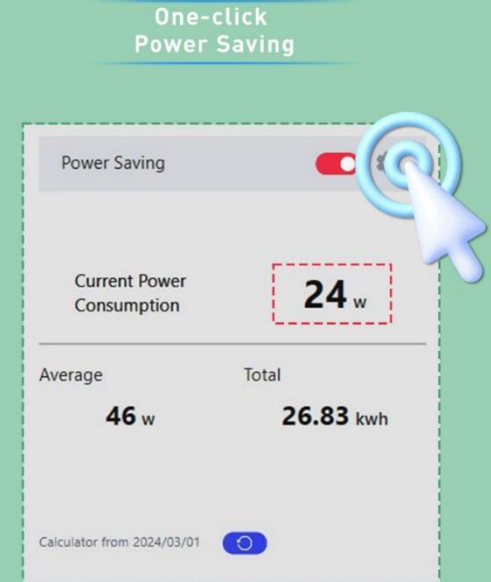 One-click
Power Saving
Power Saving
Current Power
Consumption
24 w
Average
Total
46 w
26.83 kwh
Calculator from 2024/03/01